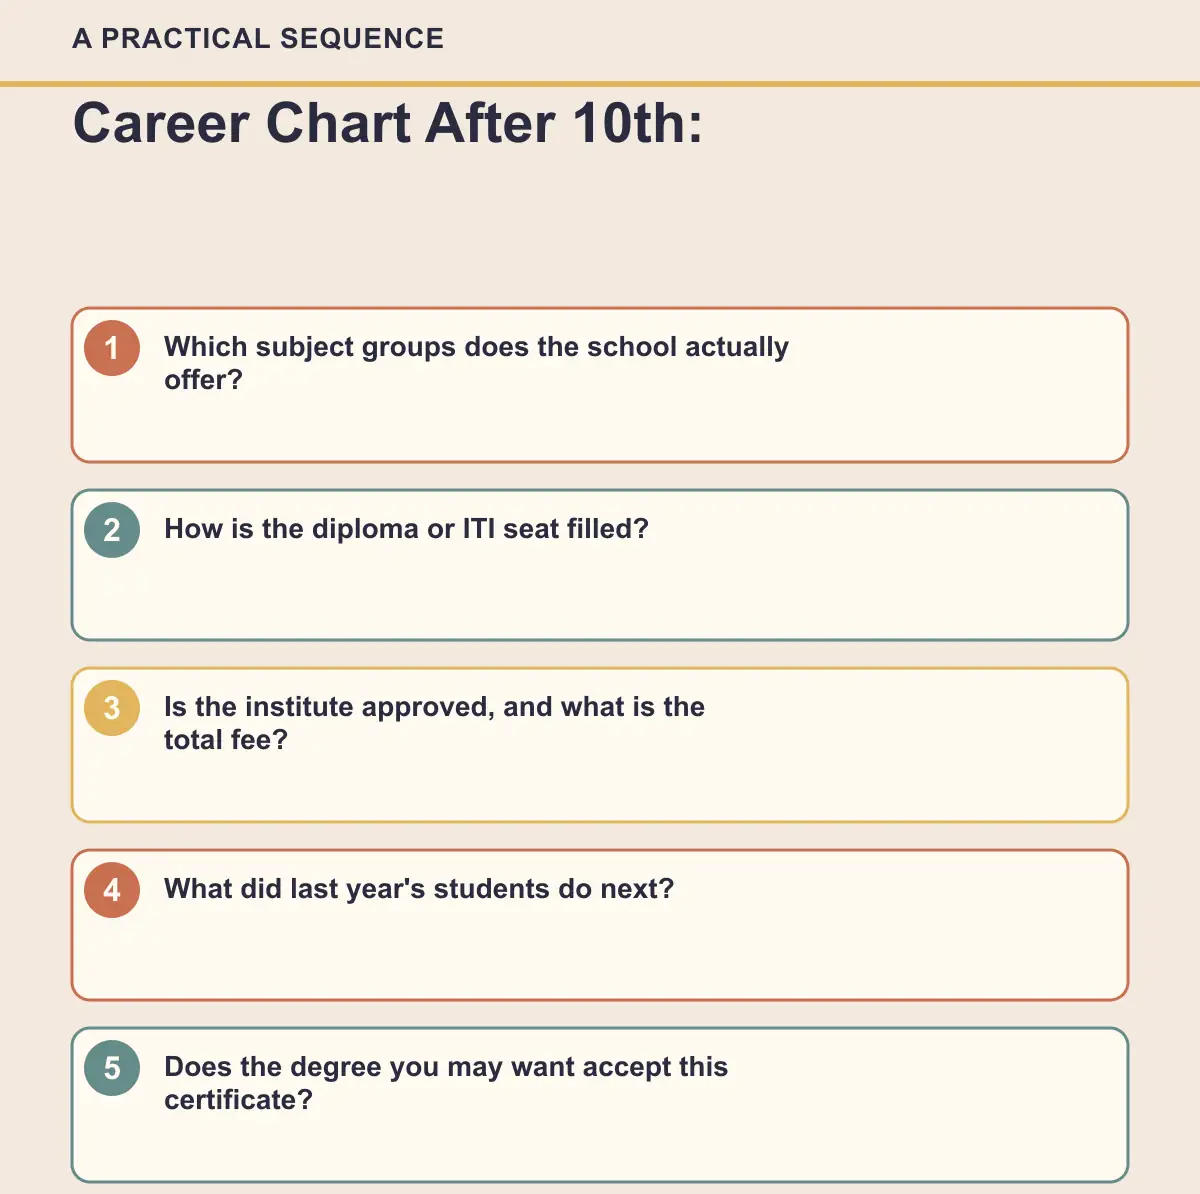 A PRACTICAL SEQUENCE
Career Chart After 10th:
1
Which subject groups does the school actually
offer?
2
How is the diploma or ITI seat filled?
3
Is the institute approved, and what is the
total fee?
4
What did last year's students do next?
5
Does the degree you may want accept this
certificate?